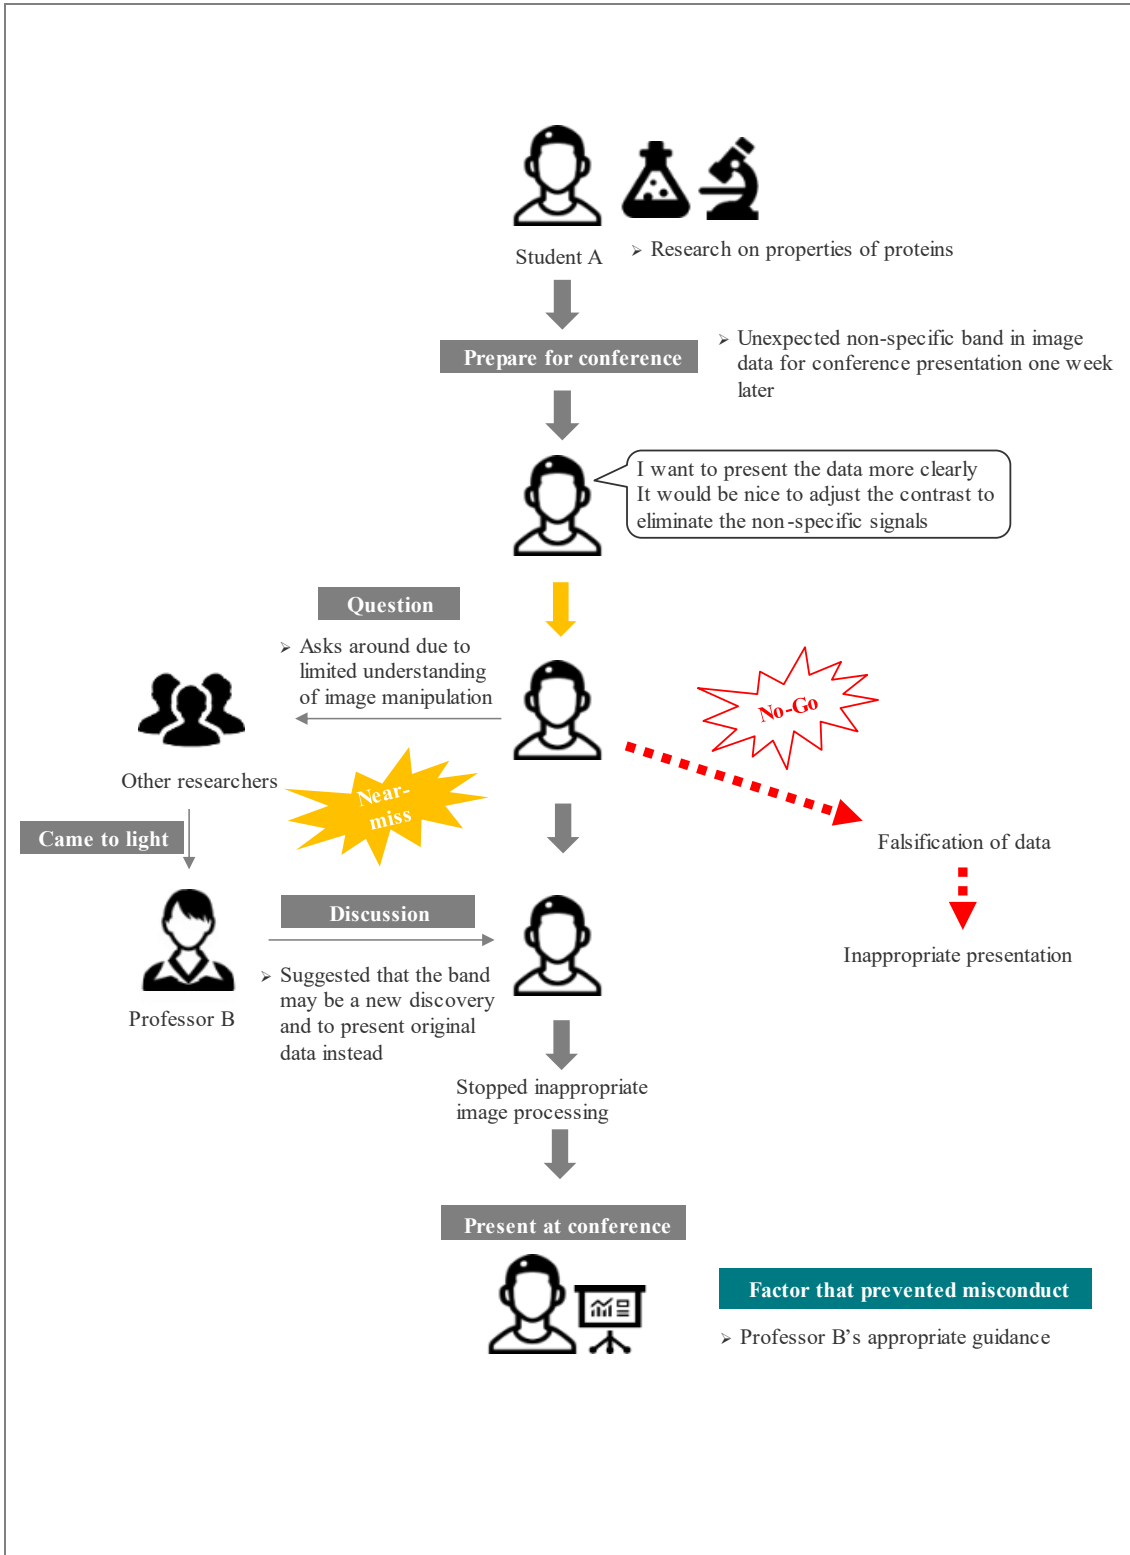 Student A
➢ Research on properties of proteins
Prepare for conference
➢ Unexpected non-specific band in image
data for conference presentation one week
later
I want to present the data more clearly
It would be nice to adjust the contrast to
eliminate the non-specific signals
Question
➢ Asks around due to
limited understanding
of image manipulation
No-Go
Other researchers
Near-
miss
Came to light
Falsification of data
Discussion
Inappropriate presentation
➢ Suggested that the band
may be a new discovery
and to present original
data instead
Professor B
Stopped inappropriate
image processing
Present at conference
Factor that prevented misconduct
➢ Professor B’s appropriate guidance